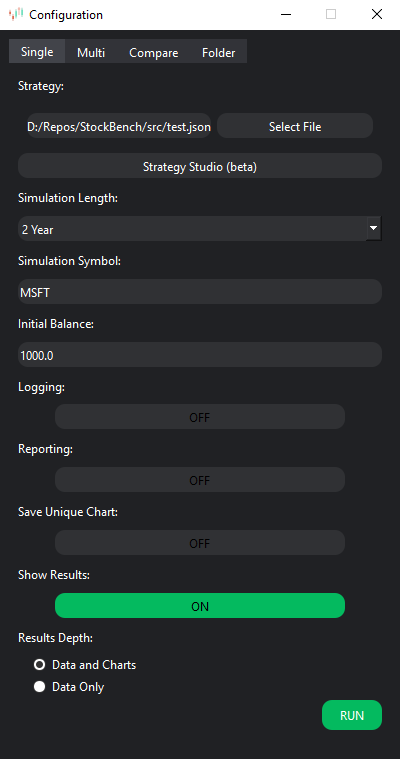 Configuration
Single Multi Compare Folder
Strategy:
D:/Repos/StockBench/src/test.json Select File
Strategy Studio (beta)
Simulation Length:
2 Year
Simulation Symbol:
MSFT
Initial Balance:
1000.0
Logging:
OFF
Reporting:
OFF
Save Unique Chart:
OFF
Show Results:
ON
Results Depth:
Data and Charts
Data Only
RUN